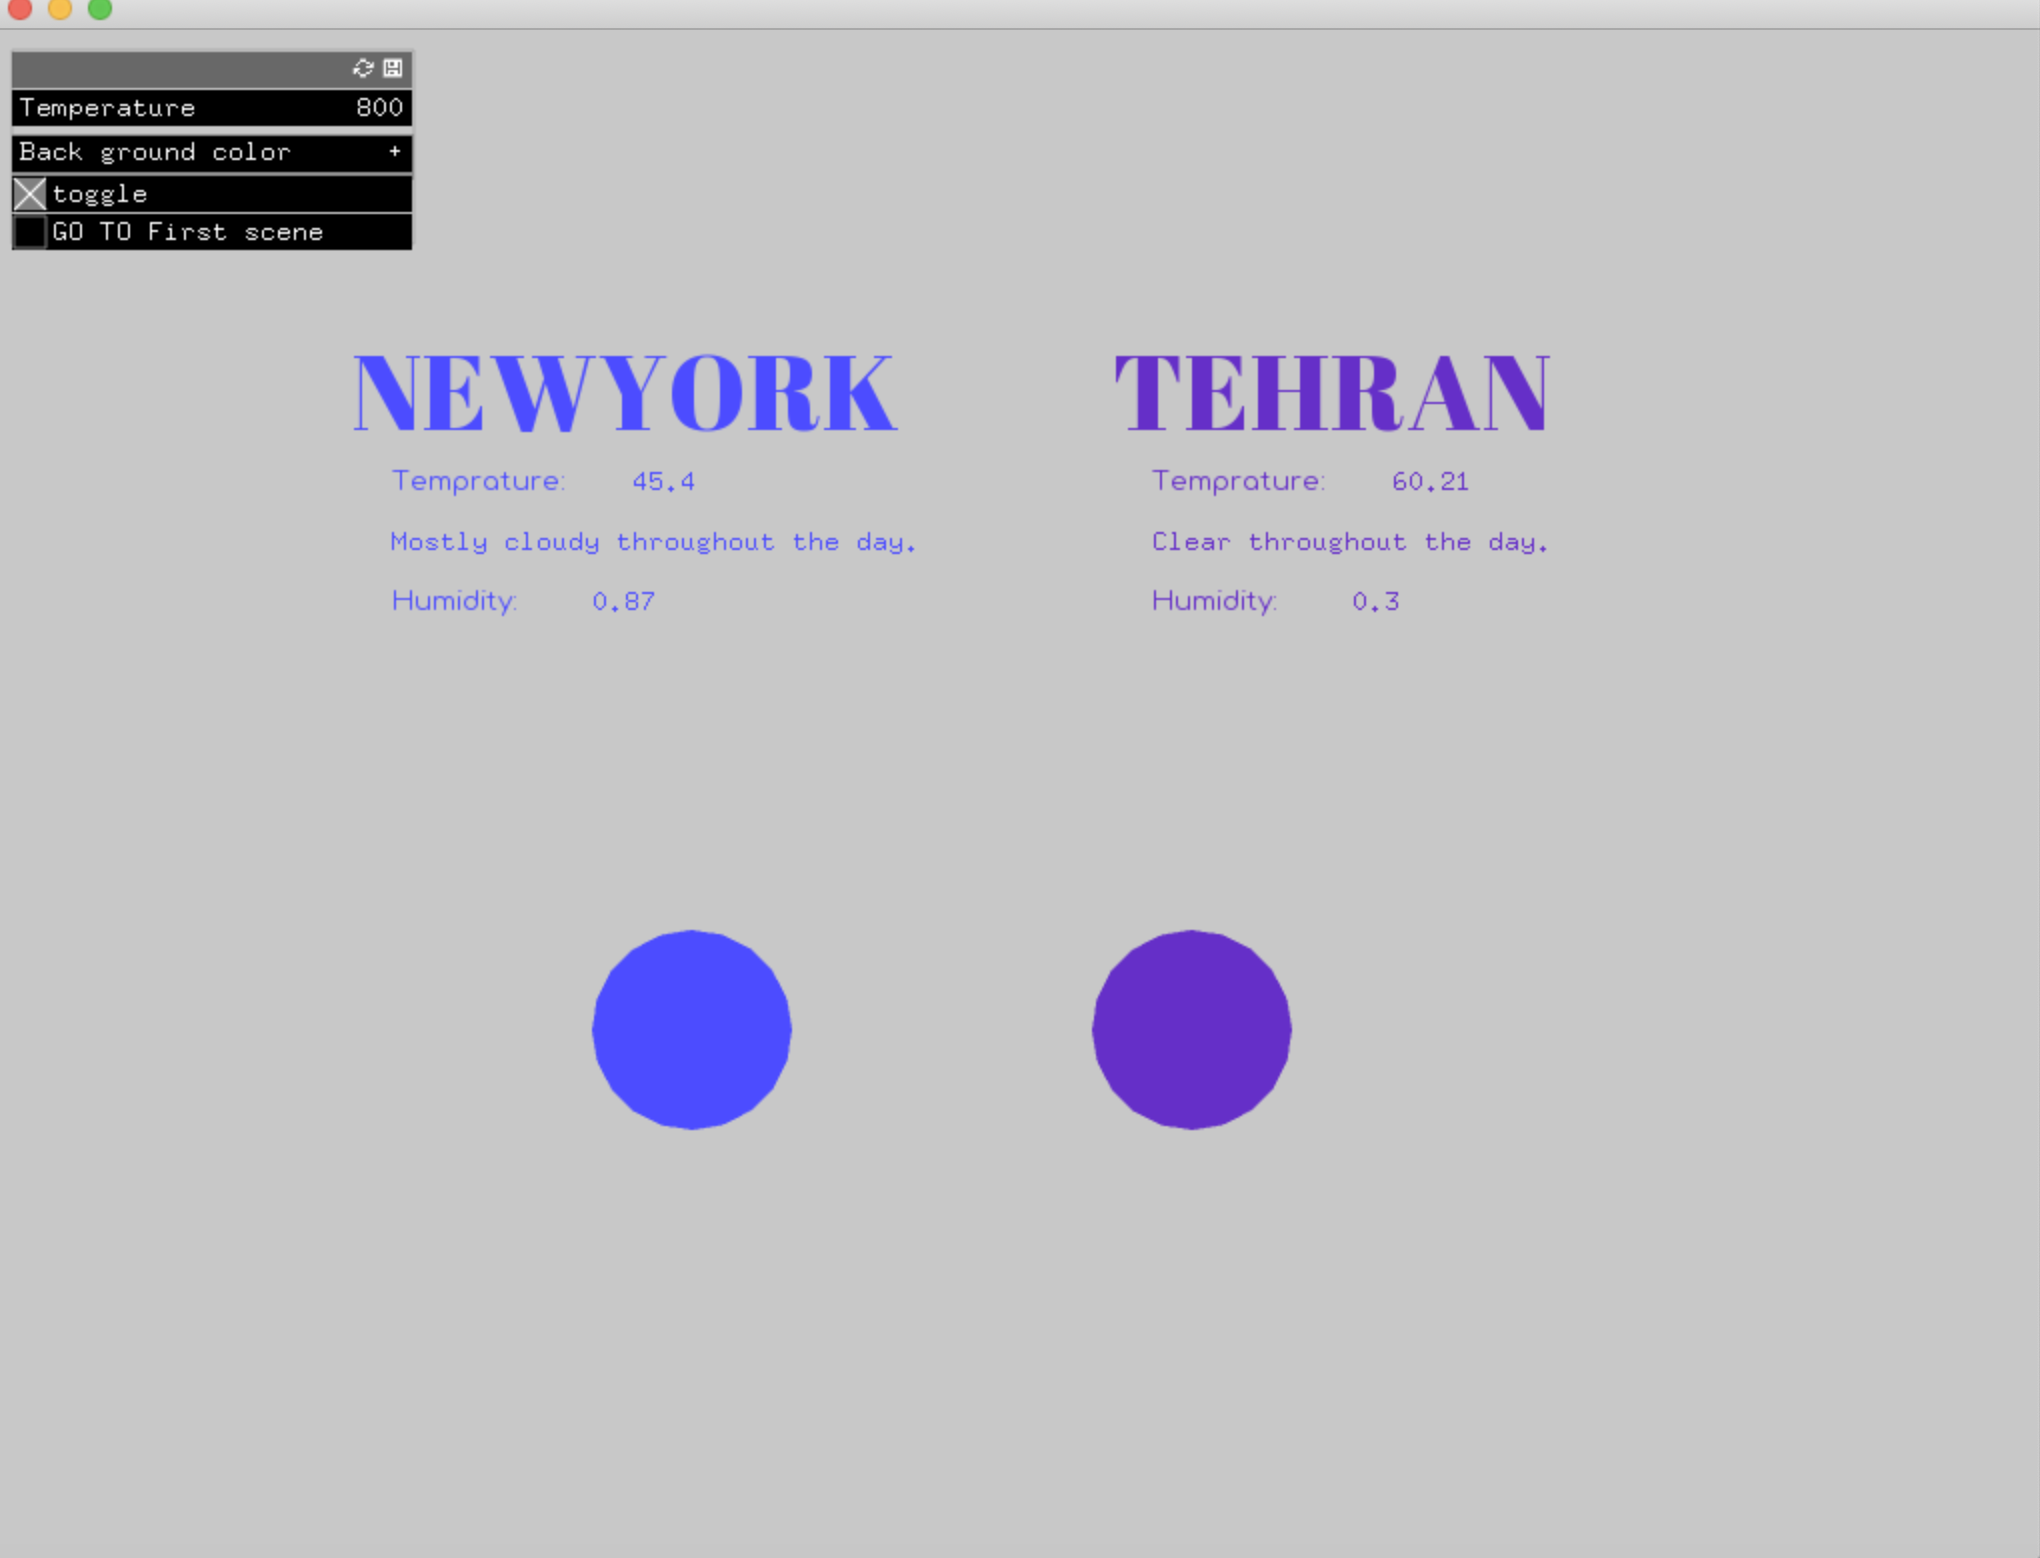 Temperature 800
Back ground color +
toggle
GO TO First scene
NEWYORK
Temprature: 45.4
Mostly cloudy throughout the day.
Humidity: 0.87
TEHRAN
Temprature: 60.21
Clear throughout the day.
Humidity: 0.3